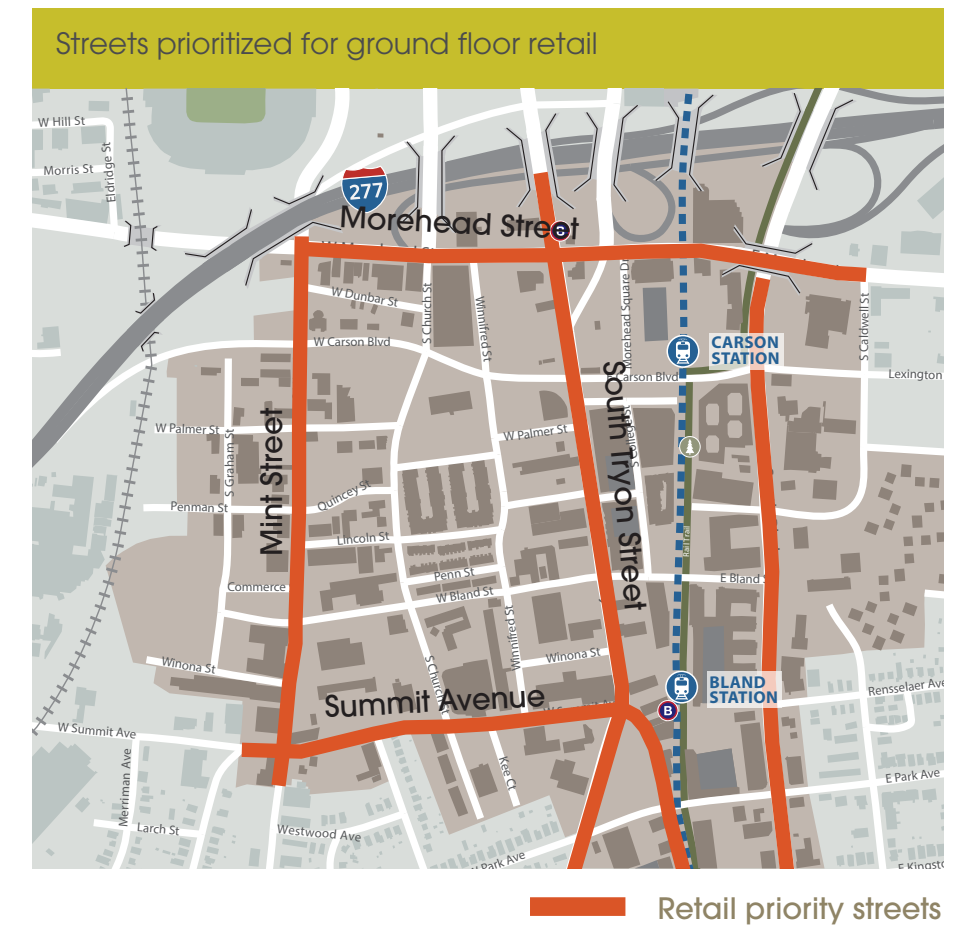 Streets prioritized for ground floor retail
W Hill St
Morris St
Eldridge St
277
Morehead Street
W Dunbar St
S Church St
Winnifred St
Morehead Square Dr
S Caldwell St
W Carson Blvd
CARSON
STATION
E Carson Blvd
Lexington
W Palmer St
W Palmer St
S Graham St
Mint Street
South Tryon Street
S College St
Penman St
Quincey St
Lincoln St
Rail Trail
Penn St
E Bland S
Commerce
W Bland St
Winnifred St
Winona St
Winona St
S Church St
BLAND
STATION
B
Rensselaer Ave
Summit Avenue
W Summit Ave
Merriman Ave
Kee Ct
E Park Ave
Larch St
Westwood Ave
W Park Ave
E Kingsto
Retail priority streets